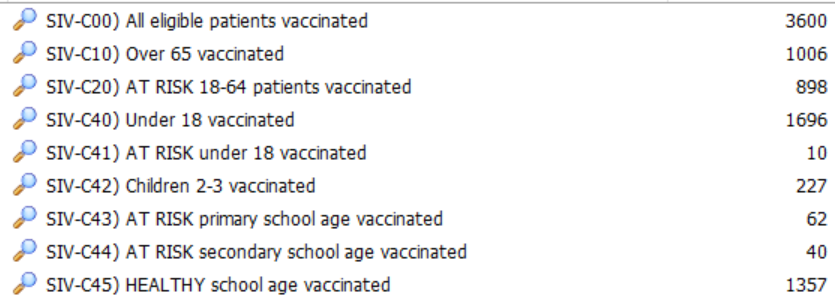 SIV-C00) All eligible patients vaccinated 3600
SIV-C10) Over 65 vaccinated 1006
SIV-C20) AT RISK 18-64 patients vaccinated 898
SIV-C40) Under 18 vaccinated 1696
SIV-C41) AT RISK under 18 vaccinated 10
SIV-C42) Children 2-3 vaccinated 227
SIV-C43) AT RISK primary school age vaccinated 62
SIV-C44) AT RISK secondary school age vaccinated 40
SIV-C45) HEALTHY school age vaccinated 1357